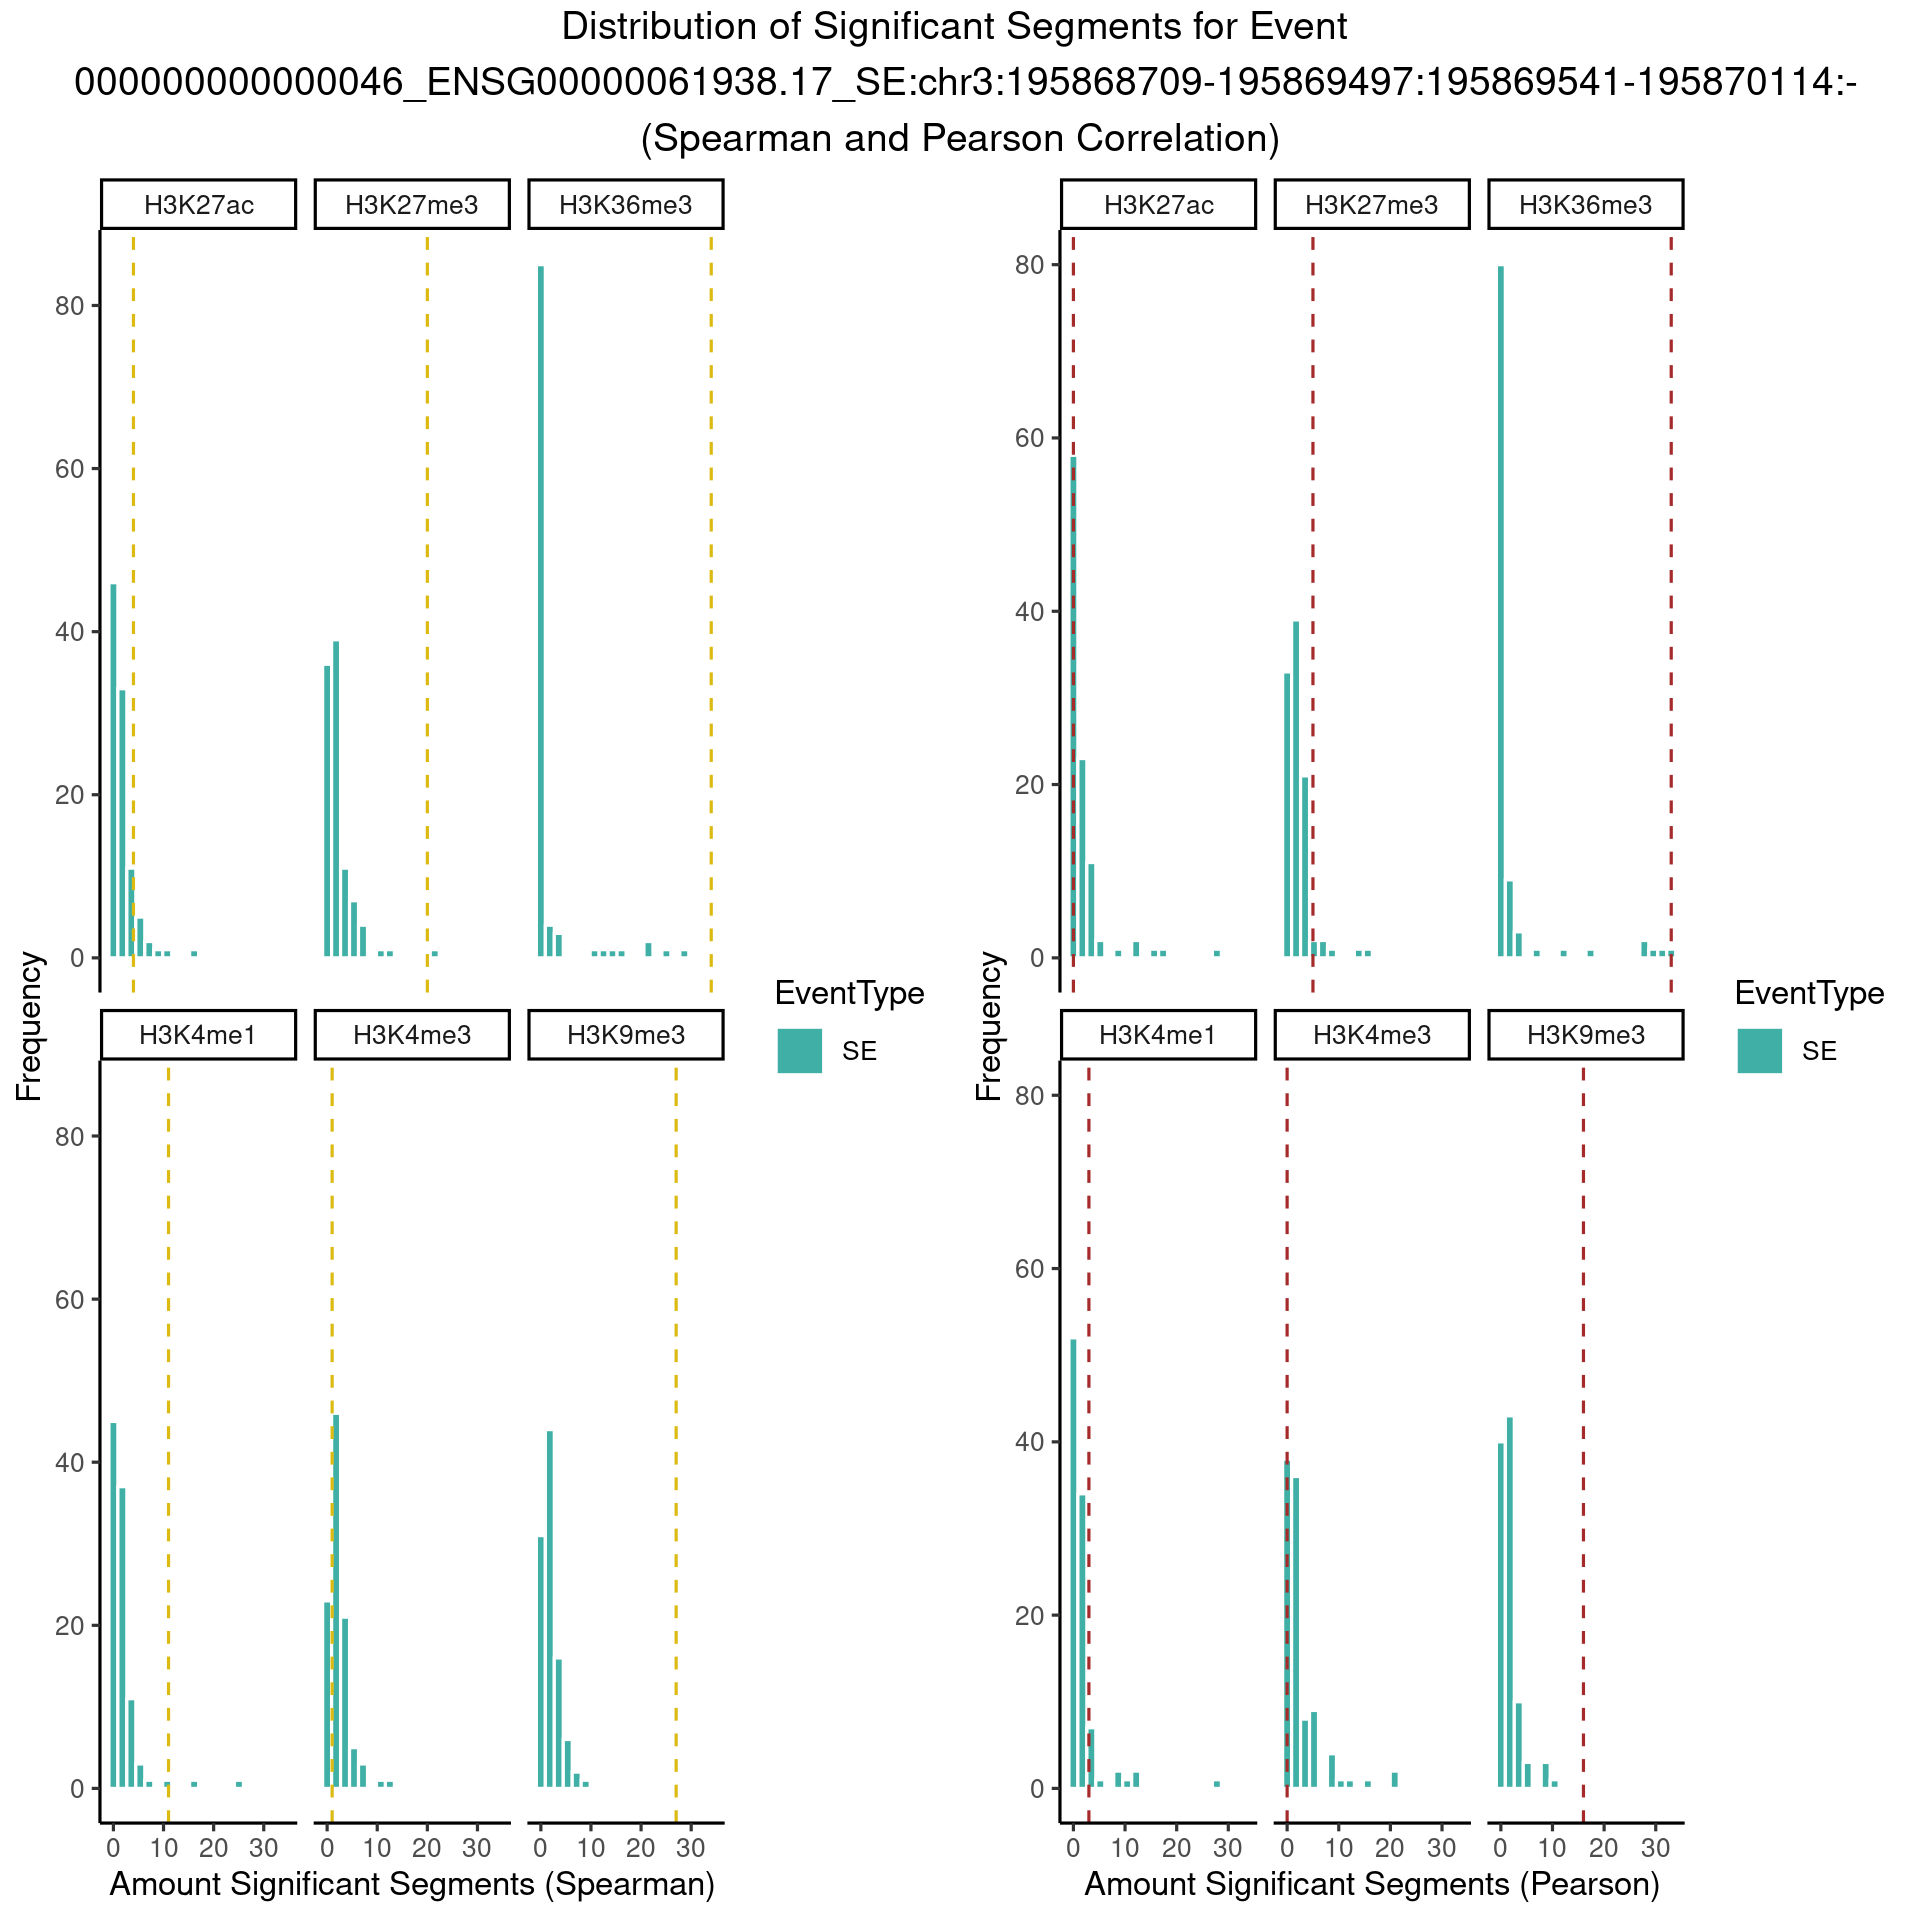 Distribution of Significant Segments for Event
000000000000046_ENSG00000061938.17_SE:chr3:195868709-195869497:195869541-195870114:-
(Spearman and Pearson Correlation)
H3K27ac H3K27me3 H3K36me3
80
60
40
20
0
H3K4me1 H3K4me3 H3K9me3
80
60
40
20
0
0 10 20 30 0 10 20 30 0 10 20 30
Frequency
Amount Significant Segments (Spearman)
EventType
SE
H3K27ac H3K27me3 H3K36me3
80
60
40
20
0
H3K4me1 H3K4me3 H3K9me3
80
60
40
20
0
0 10 20 30 0 10 20 30 0 10 20 30
Frequency
Amount Significant Segments (Pearson)
EventType
SE